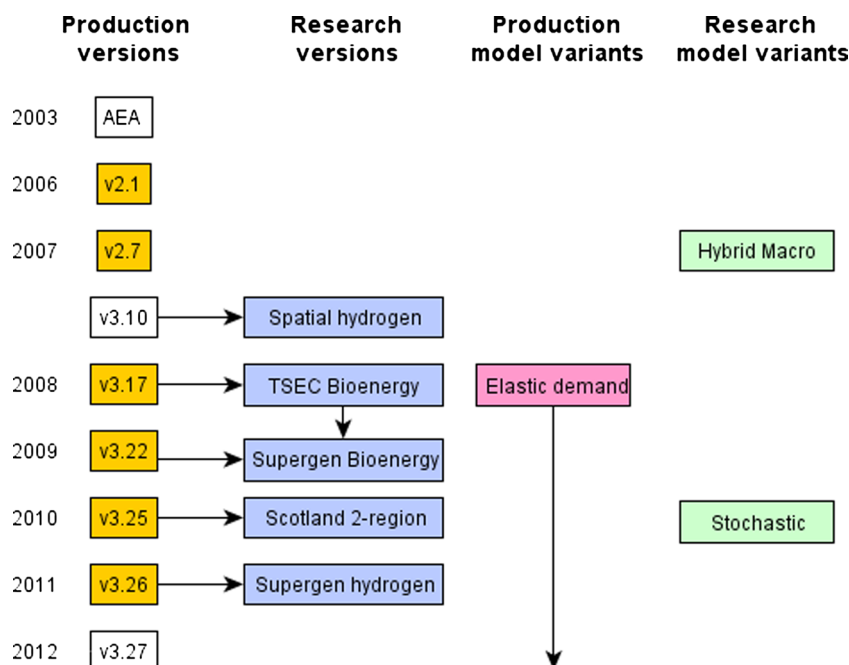 Production versions
Research versions
Production model variants
Research model variants
2003 AEA
2006 v2.1
2007 v2.7 Hybrid Macro
v3.10 Spatial hydrogen
2008 v3.17 TSEC Bioenergy Elastic demand
2009 v3.22 Supergen Bioenergy
2010 v3.25 Scotland 2-region Stochastic
2011 v3.26 Supergen hydrogen
2012 v3.27